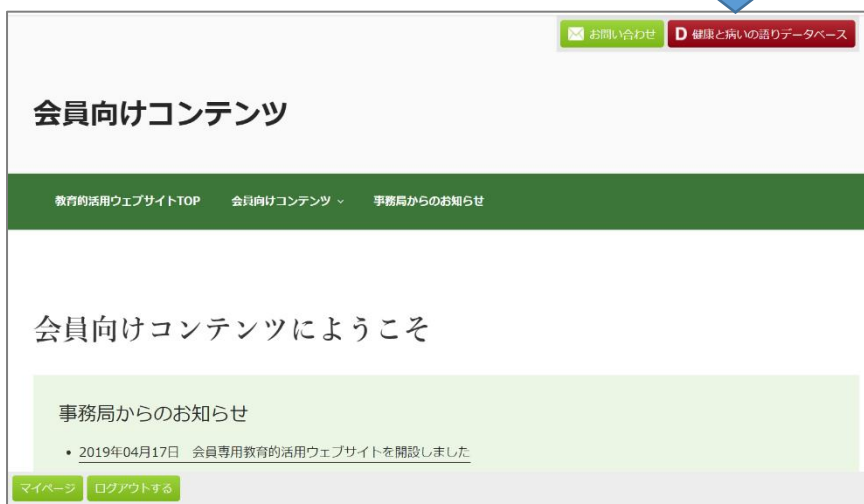 お問い合わせ
D 健康と病いの語りデータベース
会員向けコンテンツ
教育的活用ウェブサイトTOP 会員向けコンテンツ 事務局からのお知らせ
会員向けコンテンツにようこそ
事務局からのお知らせ
• 2019年04月17日 会員専用教育的活用ウェブサイトを開設しました
マイページ ログアウトする